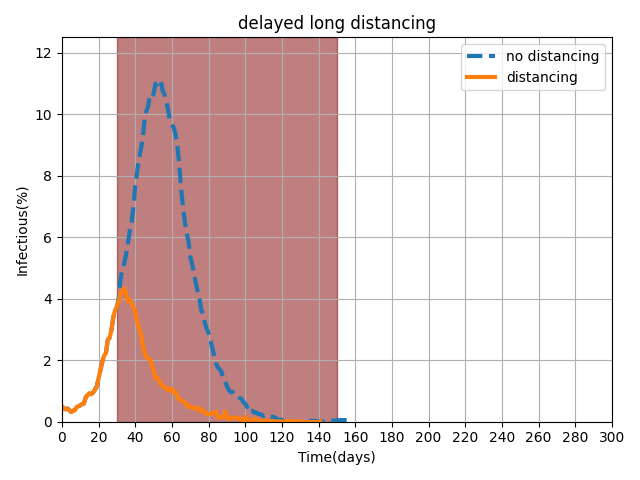 delayed long distancing
no distancing
distancing
Infectious(%)
12
10
8
6
4
2
0
0 20 40 60 80 100 120 140 160 180 200 220 240 260 280 300
Time(days)